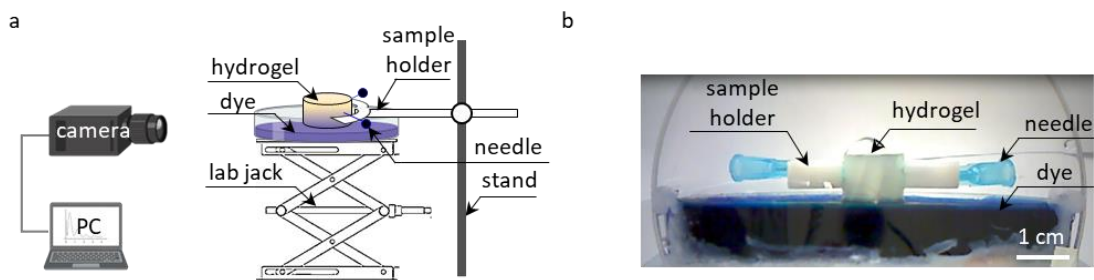 a
b
sample
holder
hydrogel
dye
camera
needle
lab jack
stand
PC
sample
holder
hydrogel
needle
dye
1 cm